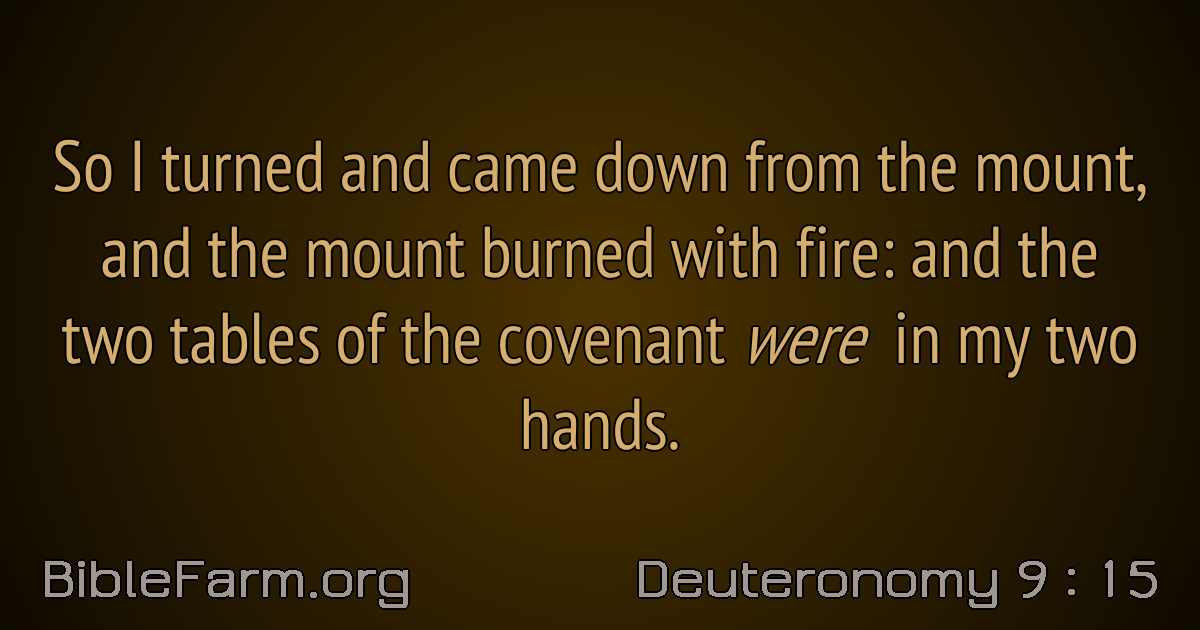 So I turned and came down from the mount,
and the mount burned with fire: and the
two tables of the covenant were in my two
hands.
BibleFarm.org
Deuteronomy 9 : 15